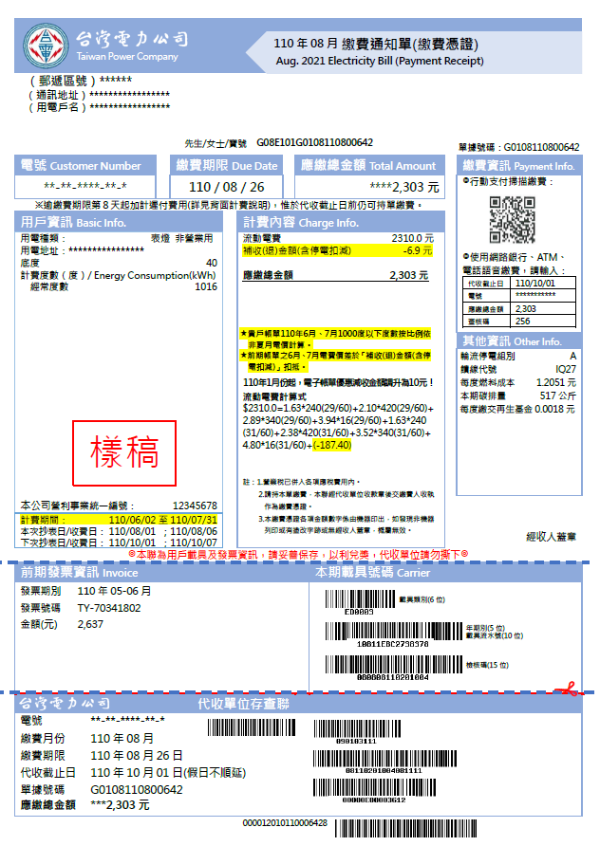 台灣電力公司
Taiwan Power Company
110 年 08 月 繳費通知單(繳費憑證)
Aug. 2021 Electricity Bill (Payment Receipt)
( 郵遞區號 ) ******
( 通訊地址 ) *****************
( 用電戶名 ) *****************
先生/女士/寶號 G08E101G0108110800642
單據號碼：G0108110800642
電號 Customer Number
繳費期限 Due Date
應繳總金額 Total Amount
繳費資訊 Payment Info.
**-**-****-**-*
110 / 08 / 26
****2,303 元
※逾繳費期限第 8 天起加計遲付費用(詳見背面計費說明)，惟於代收截止日前仍可持單繳費。
用戶資訊 Basic Info.
用電種類： 表燈 非營業用
用電地址：****************
底度 40
計費度數（度）/ Energy Consumption(kWh)
經常度數 1016
樣稿
本公司營利事業統一編號： 12345678
計費期間： 110/06/02 至 110/07/31
本次抄表日/收費日：110/08/01 ；110/08/06
下次抄表日/收費日：110/10/01 ；110/10/07
計費內容 Charge Info.
流動電費 2310.0 元
補收(退)金額(含停電扣減) -6.9 元
應繳總金額 2,303 元
★貴戶帳單110年6月、7月1000度以下度數按比例依
非夏月電價計算。
★前期帳單之6月、7月電費價差於「補收(退)金額(含停
電扣減)」扣抵。
110年1月份起，電子帳單優惠減收金額調升為10元！
流動電費計算式
$2310.0=1.63*240(29/60)+2.10*420(29/60)+
2.89*340(29/60)+3.94*16(29/60)+1.63*240
(31/60)+2.38*420(31/60)+3.52*340(31/60)+
4.80*16(31/60)+(-187.40)
註：1.營業稅已併入各項應稅費用內。
2.請持本單繳費，本聯經代收單位收款章後交繳費人收執
作為繳費憑證。
3.本繳費憑證各項金額數字係由機器印出，如發現非機器
列印或有塗改字跡或無經收人蓋章，概屬無效。
⊙行動支付掃描繳費：
⊙使用網路銀行、ATM、
電話語音繳費，請輸入：
代收截止日 110/10/01
電號 ***********
應繳總金額 2,303
查核碼 256
其他資訊 Other Info.
輪流停電組別 A
饋線代號 IQ27
每度燃料成本 1.2051 元
本期碳排量 517 公斤
每度繳交再生基金 0.0018 元
經收人蓋章
⊙本聯為用戶載具及發票資訊，請妥善保存，以利兌獎，代收單位請勿撕下⊙
前期發票資訊 Invoice
發票期別 110 年 05-06 月
發票號碼 TY-70341802
金額(元) 2,637
本期載具號碼 Carrier
載具類別(6 位)
年期別(5 位)
載具流水號(10 位)
檢核碼(15 位)
台灣電力公司
代收單位存查聯
電號 **-**-****-**-*
繳費月份 110 年 08 月
繳費期限 110 年 08 月 26 日
代收截止日 110 年 10 月 01 日(假日不順延)
單據號碼 G0108110800642
應繳總金額 ***2,303 元
000012010110006428